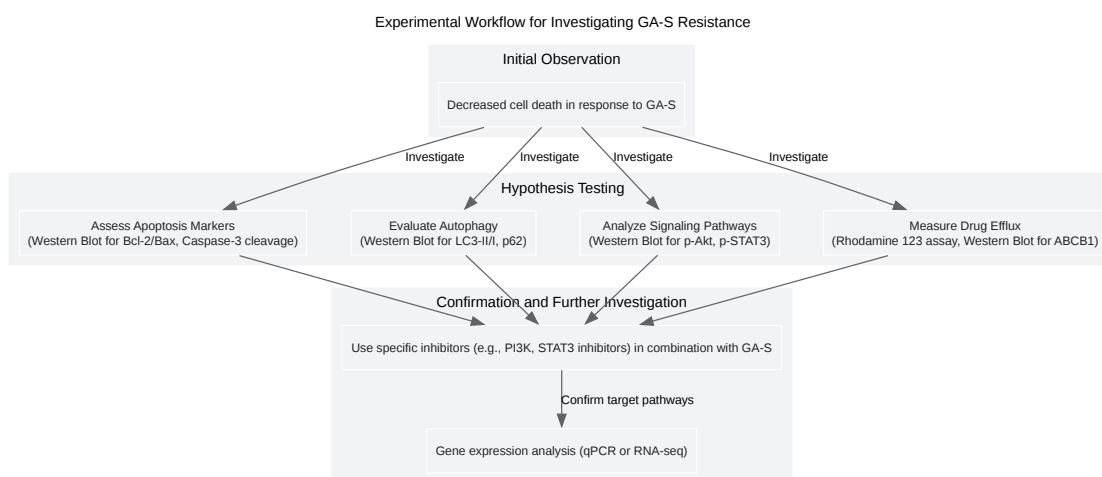 Experimental Workflow for Investigating GA-S Resistance
Initial Observation
Decreased cell death in response to GA-S
Investigate
Investigate
Investigate
Investigate
Hypothesis Testing
Assess Apoptosis Markers
(Western Blot for Bcl-2/Bax, Caspase-3 cleavage)
Evaluate Autophagy
(Western Blot for LC3-II/I, p62)
Analyze Signaling Pathways
(Western Blot for p-Akt, p-STAT3)
Measure Drug Efflux
(Rhodamine 123 assay, Western Blot for ABCB1)
Confirmation and Further Investigation
Use specific inhibitors (e.g., PI3K, STAT3 inhibitors) in combination with GA-S
Confirm target pathways
Gene expression analysis (qPCR or RNA-seq)